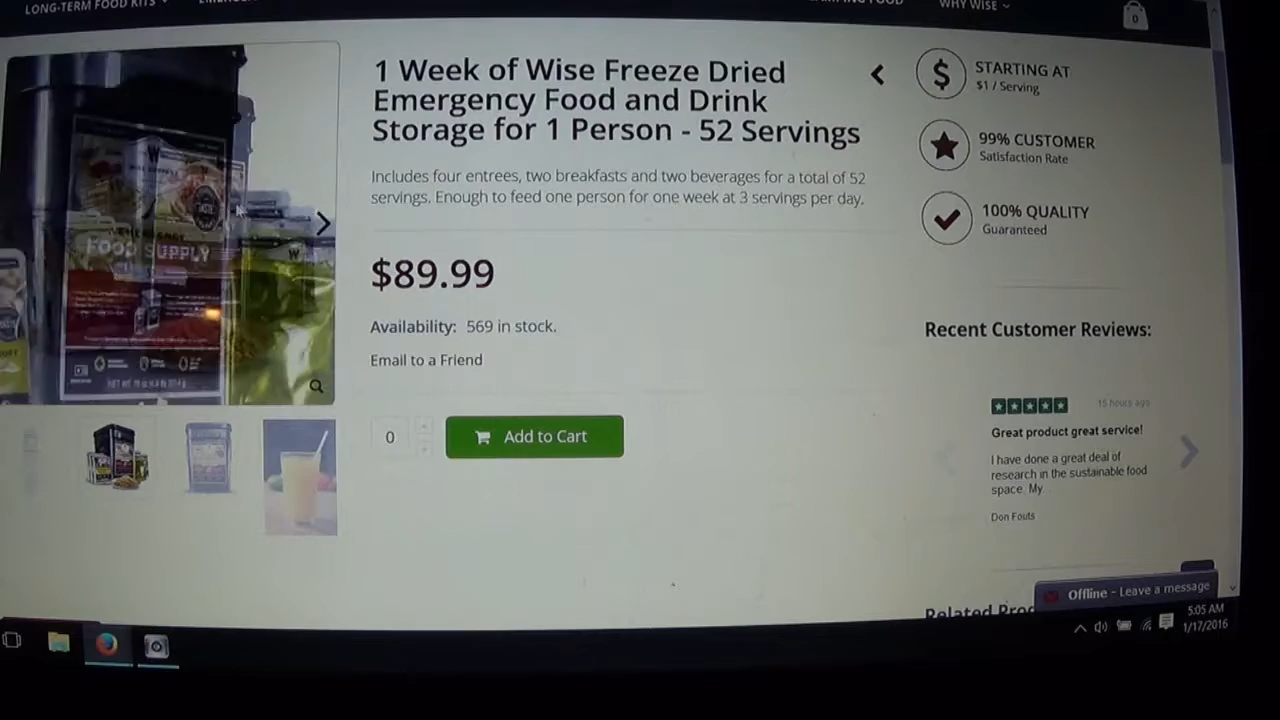 LONG-TERM FOOD KITS
WHY WISE
0
1 Week of Wise Freeze Dried
Emergency Food and Drink
Storage for 1 Person - 52 Servings
Includes four entrees, two breakfasts and two beverages for a total of 52
servings. Enough to feed one person for one week at 3 servings per day.
$89.99
Availability: 569 in stock.
Email to a Friend
0
Add to Cart
FOOD SUPPLY
$
STARTING AT
$1 / Serving
99% CUSTOMER
Satisfaction Rate
100% QUALITY
Guaranteed
Recent Customer Reviews:
15 hours ago
Great product great service!
I have done a great deal of
research in the sustainable food
space. My
Don Fouts
Offline - Leave a message
5:05 AM
1/17/2016